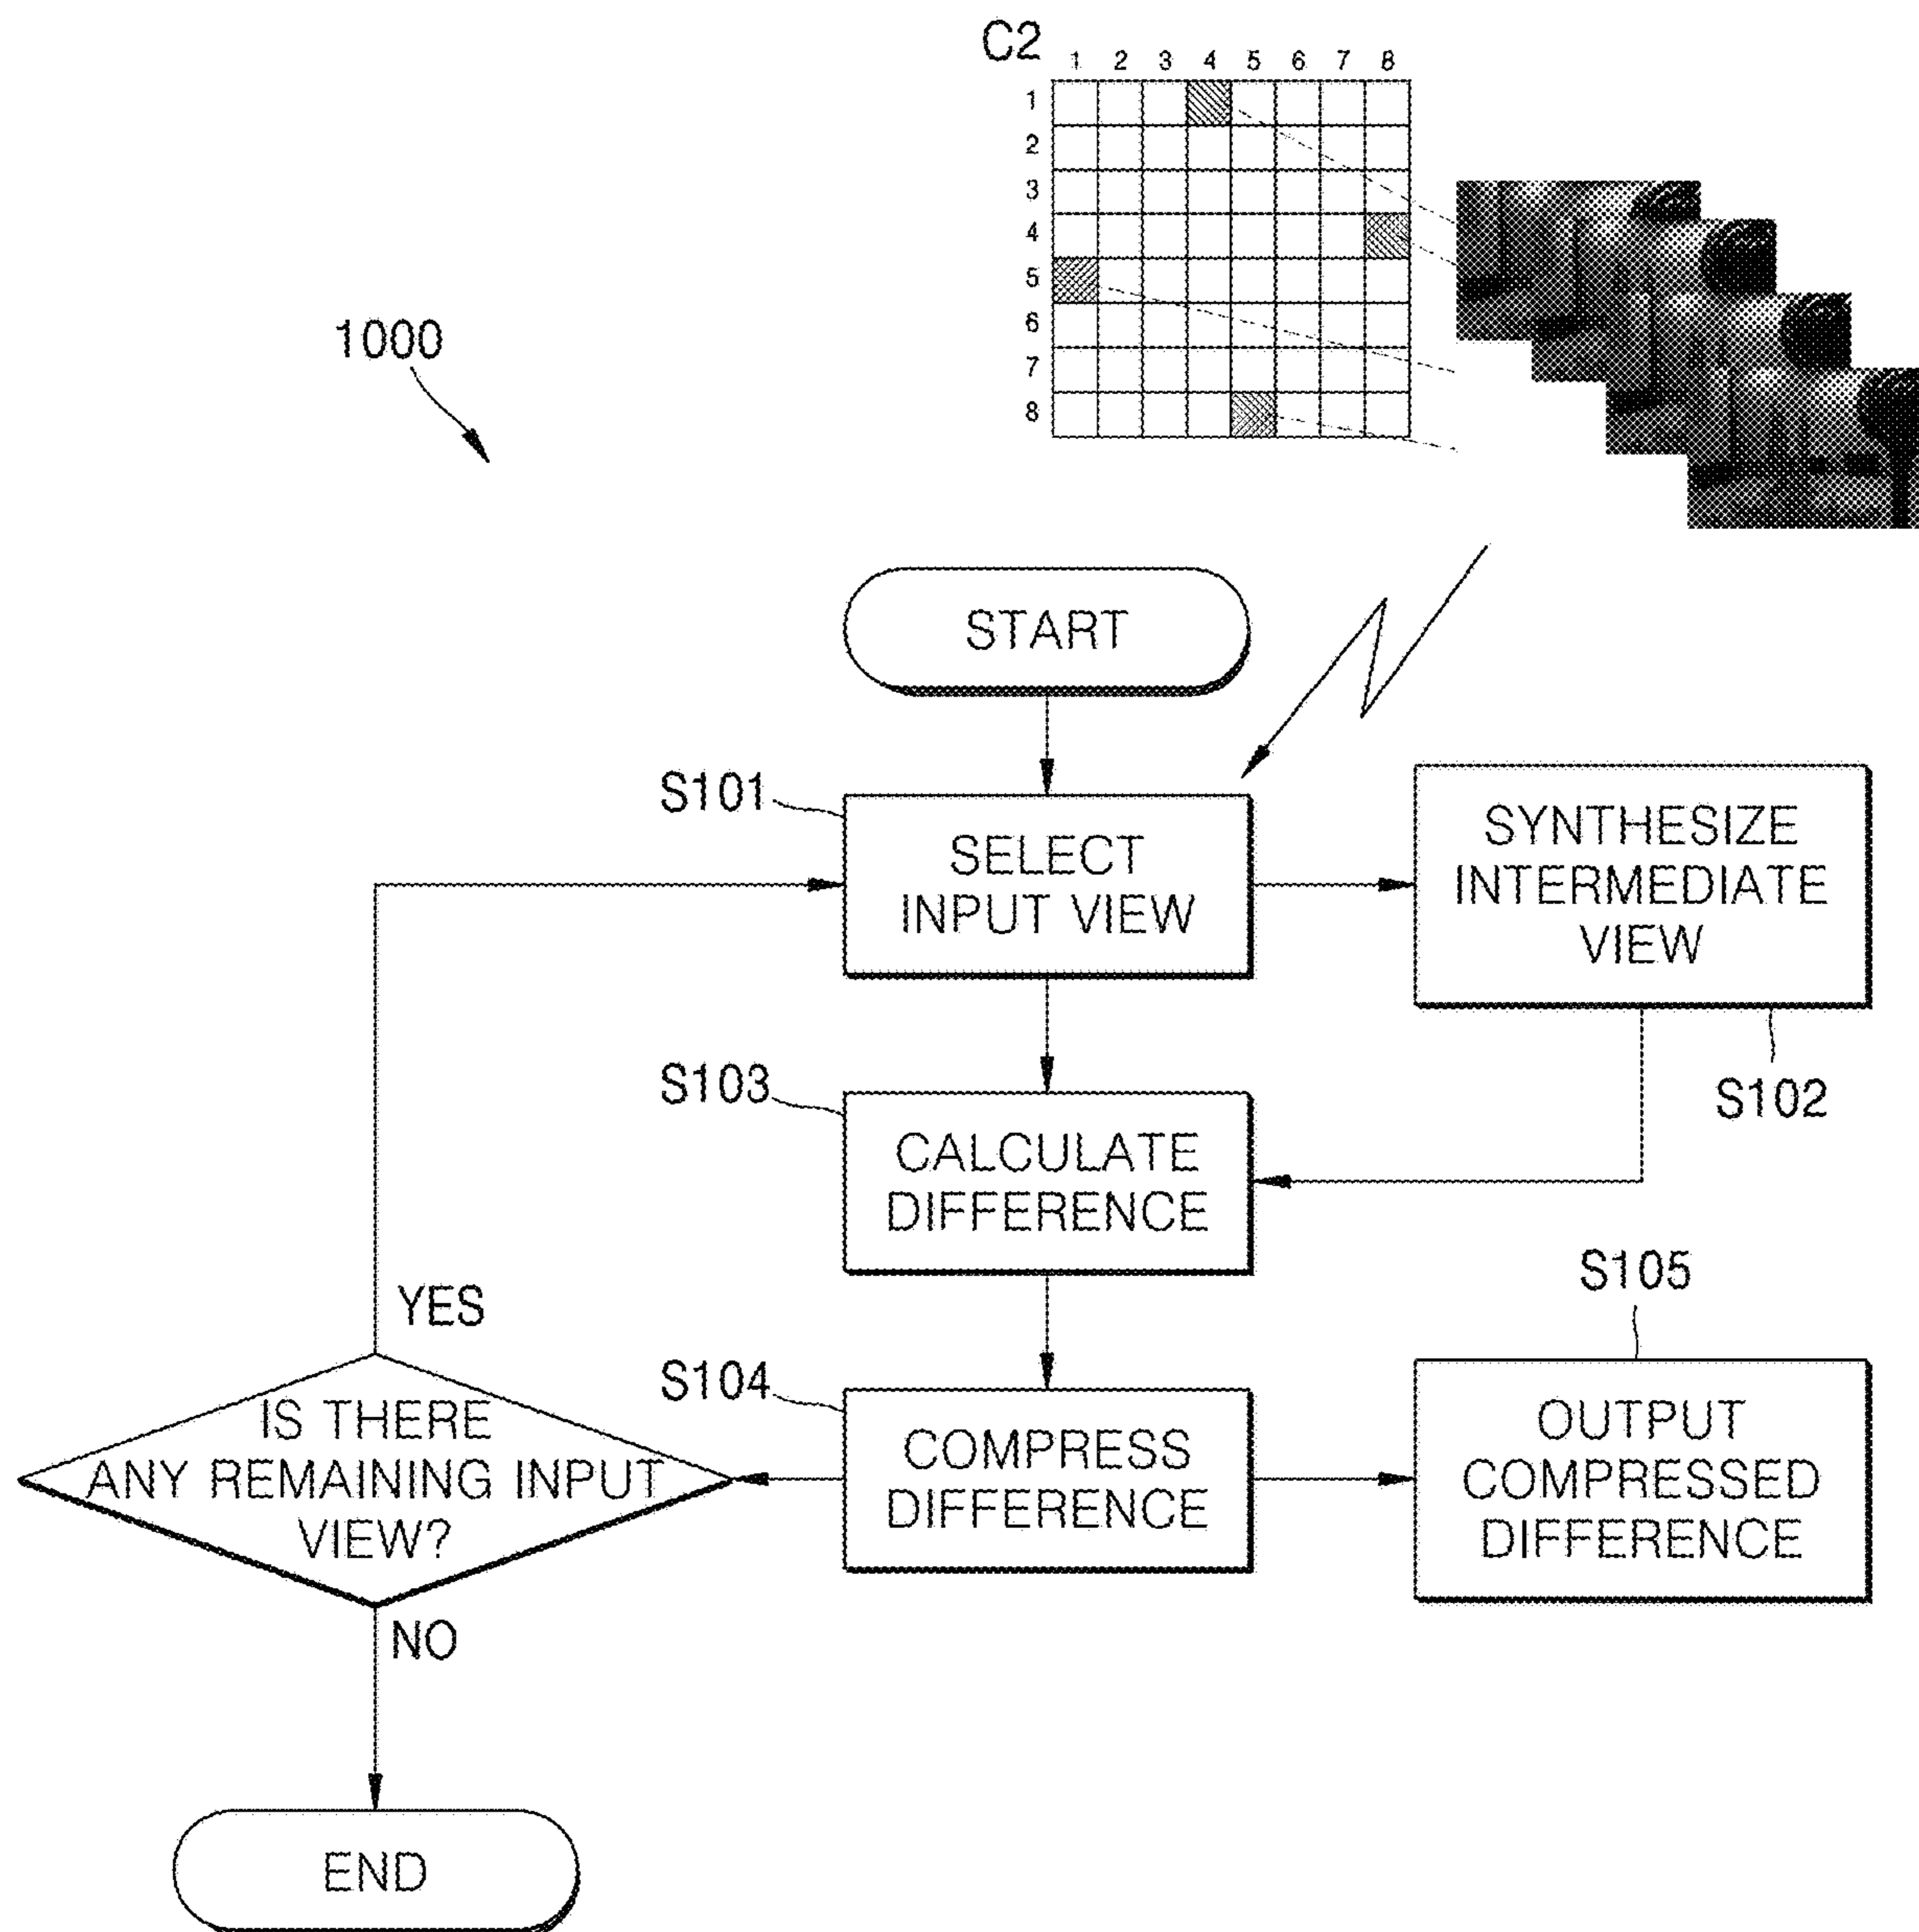 C2
1 2 3 4 5 6 7 8
1
2
3
4
5
6
7
8
1000
START
S101
SELECT
INPUT VIEW
SYNTHESIZE
INTERMEDIATE
VIEW
S102
S103
CALCULATE
DIFFERENCE
S105
YES
S104
IS THERE
ANY REMAINING INPUT
VIEW?
COMPRESS
DIFFERENCE
OUTPUT
COMPRESSED
DIFFERENCE
NO
END